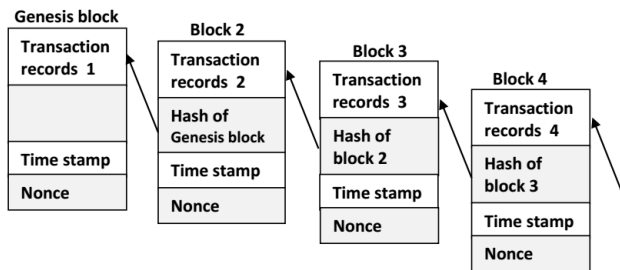 Genesis block
Transaction
records 1
Time stamp
Nonce
Block 2
Transaction
records 2
Hash of
Genesis block
Time stamp
Nonce
Block 3
Transaction
records 3
Hash of
block 2
Time stamp
Nonce
Block 4
Transaction
records 4
Hash of
block 3
Time stamp
Nonce